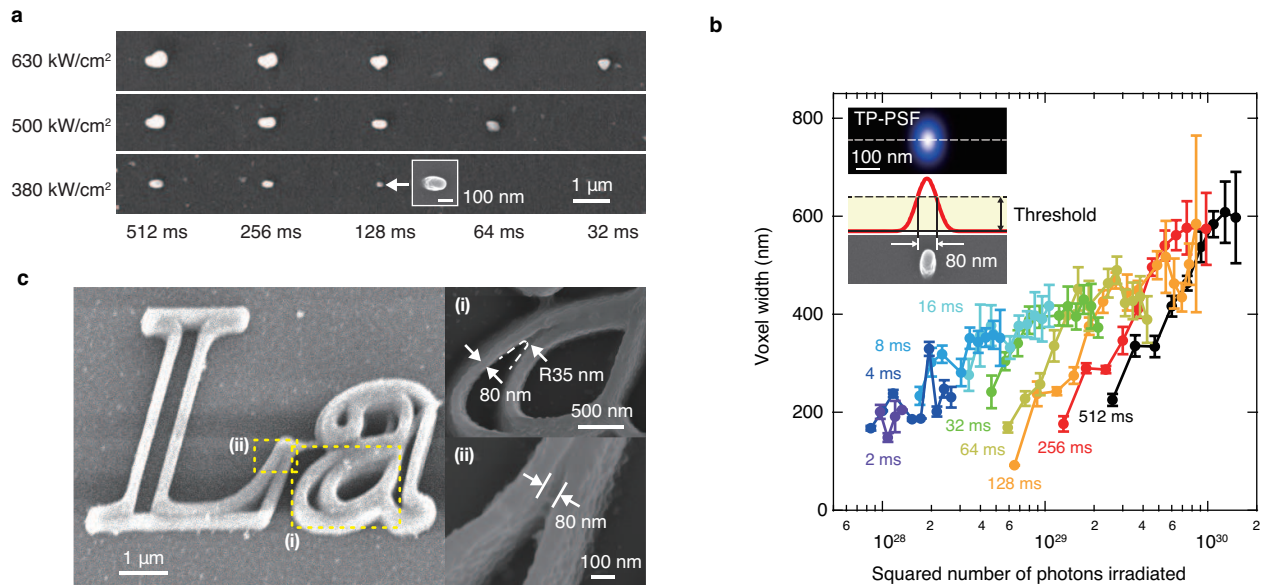 a
630 kW/cm²
500 kW/cm²
380 kW/cm²
100 nm
1 µm
512 ms 256 ms 128 ms 64 ms 32 ms
b
Voxel width (nm)
800
600
400
200
0
TP-PSF
100 nm
Threshold
80 nm
16 ms
8 ms
4 ms
2 ms
32 ms
64 ms
128 ms
256 ms
512 ms
6 8 10²⁸ 2 4 6 8 10²⁹ 2 4 6 8 10³⁰ 2
Squared number of photons irradiated
c
(ii)
(i)
La
1 µm
(i)
80 nm
R35 nm
500 nm
(ii)
80 nm
100 nm